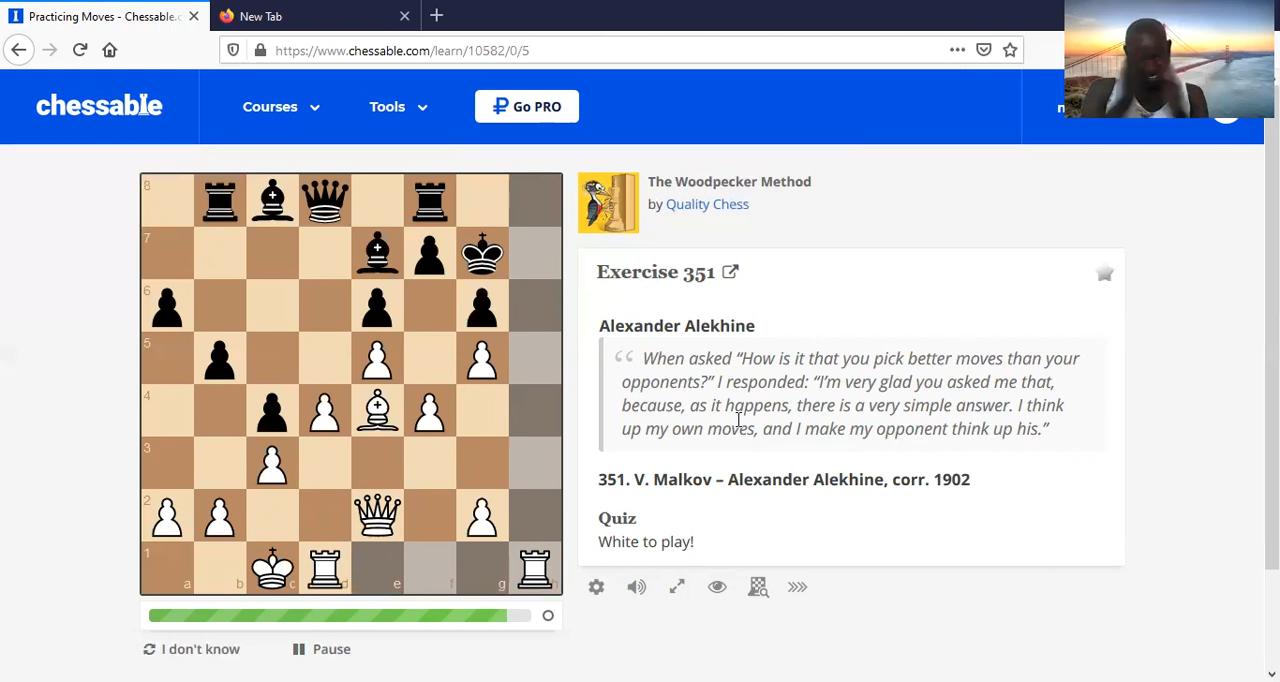 Practicing Moves - Chessable.c
New Tab
https://www.chessable.com/learn/10582/0/5
chessable
Courses
Tools
Go PRO
The Woodpecker Method
by Quality Chess
8
7
6
5
4
3
2
1
a
b
c
d
e
f
g
h
Exercise 351
Alexander Alekhine
“ When asked “How is it that you pick better moves than your
opponents?” I responded: “I’m very glad you asked me that,
because, as it happens, there is a very simple answer. I think
up my own moves, and I make my opponent think up his.”
351. V. Malkov – Alexander Alekhine, corr. 1902
Quiz
White to play!
I don't know
Pause